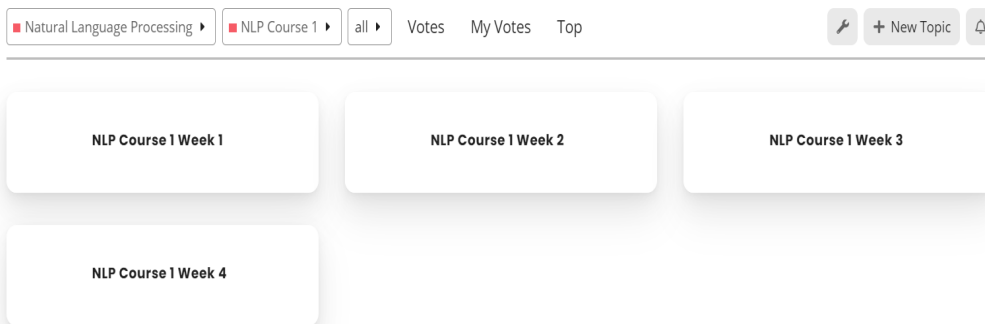 Natural Language Processing NLP Course 1 all Votes My Votes Top + New Topic
NLP Course 1 Week 1 NLP Course 1 Week 2 NLP Course 1 Week 3
NLP Course 1 Week 4